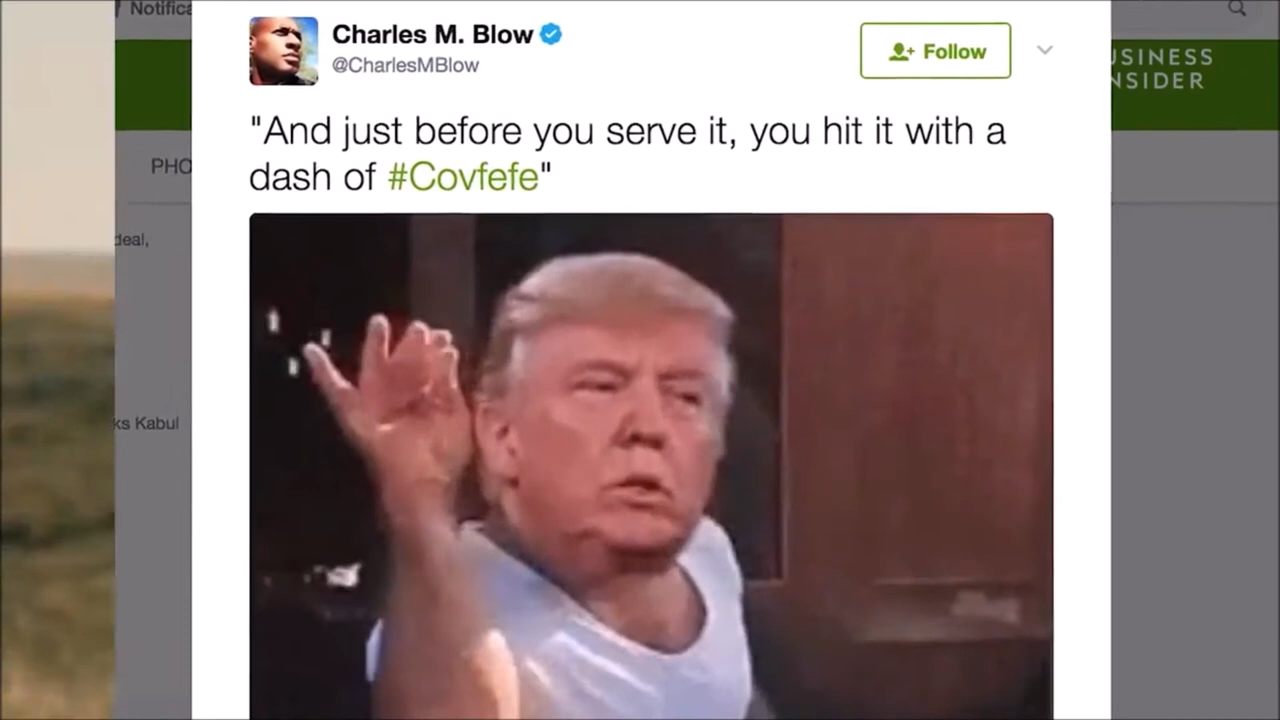 Notifica
Charles M. Blow
@CharlesMBlow
Follow
USINESS
NSIDER
"And just before you serve it, you hit it with a
dash of #Covfefe"
PHO
deal,
ks Kabul